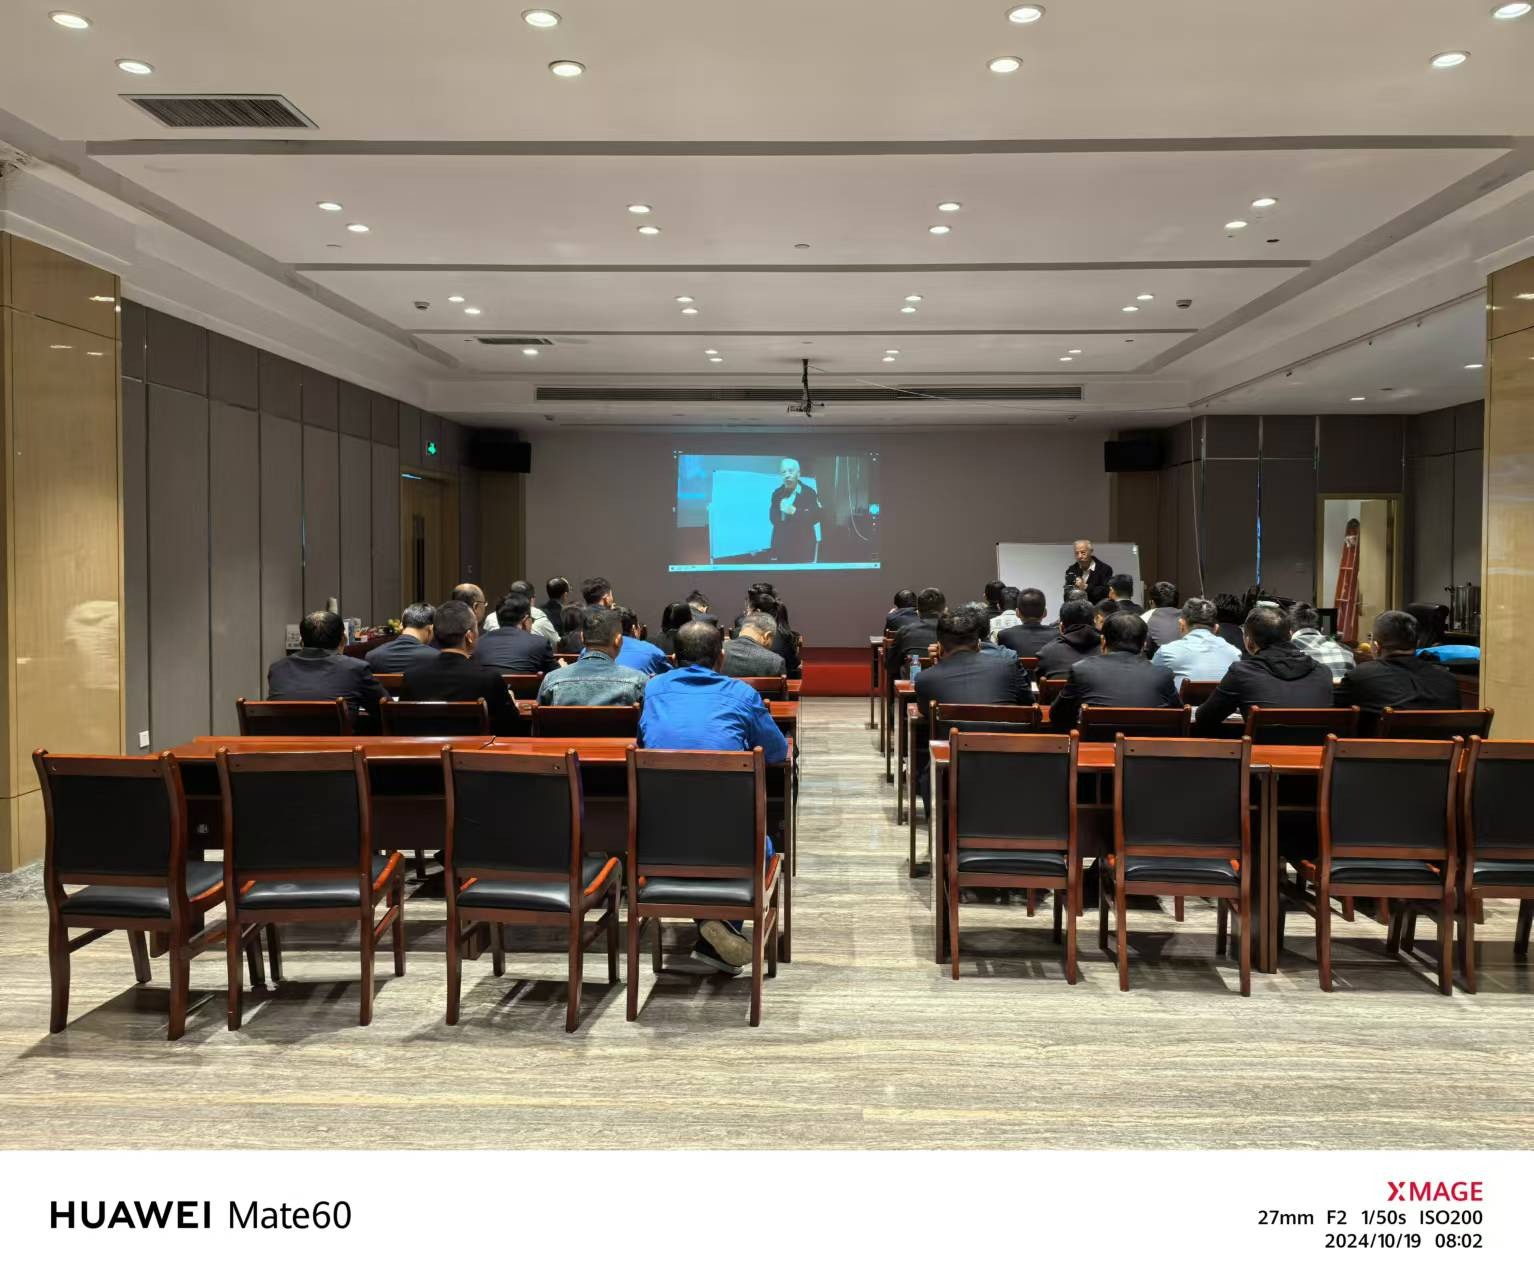 HUAWEI Mate60
XMAGE
27mm F2 1/50s ISO200
2024/10/19 08:02